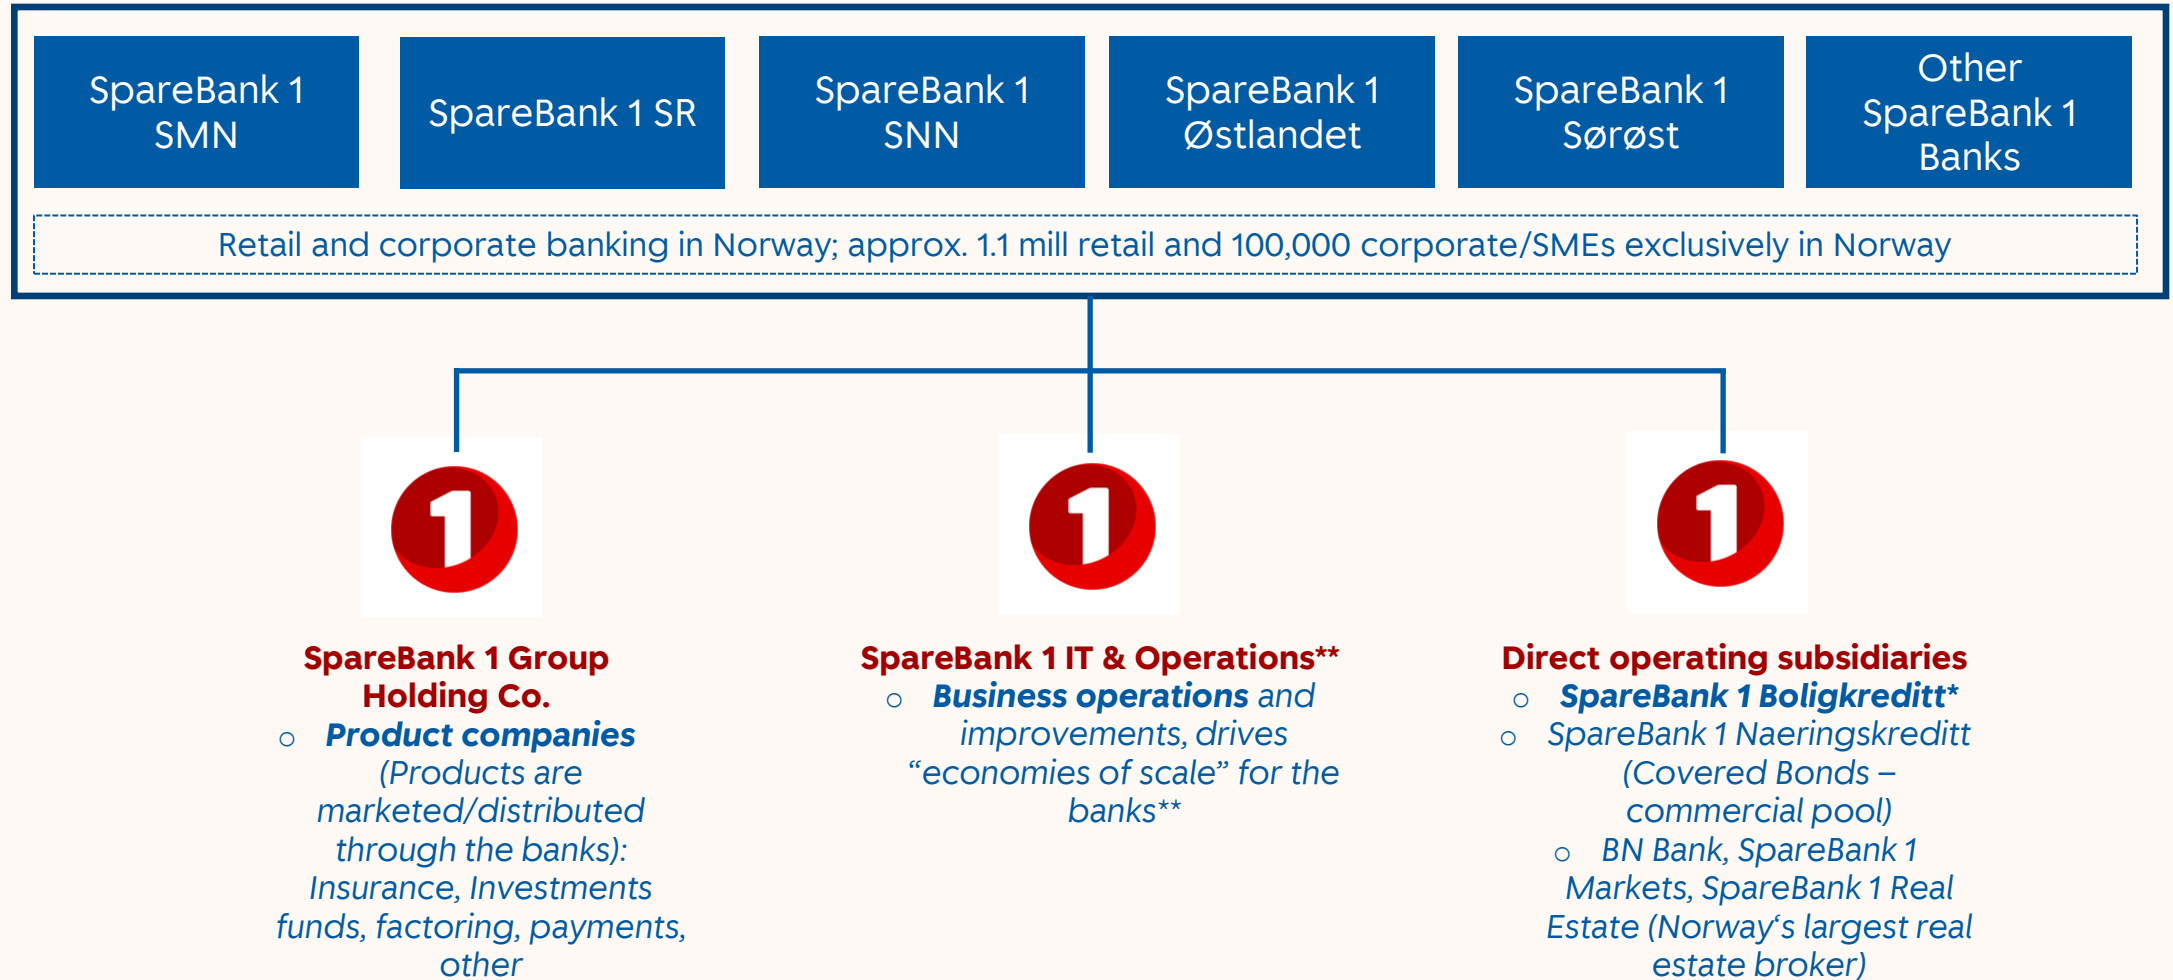 SpareBank 1
SMN
SpareBank 1 SR
SpareBank 1
SNN
SpareBank 1
Østlandet
SpareBank 1
Sørøst
Other
SpareBank 1
Banks
Retail and corporate banking in Norway; approx. 1.1 mill retail and 100,000 corporate/SMEs exclusively in Norway
1
SpareBank 1 Group
Holding Co.
o Product companies
(Products are
marketed/distributed
through the banks):
Insurance, Investments
funds, factoring, payments,
other
1
SpareBank 1 IT & Operations**
o Business operations and
improvements, drives
“economies of scale” for the
banks**
1
Direct operating subsidiaries
o SpareBank 1 Boligkreditt*
o SpareBank 1 Naeringskreditt
(Covered Bonds –
commercial pool)
o BN Bank, SpareBank 1
Markets, SpareBank 1 Real
Estate (Norway‘s largest real
estate broker)